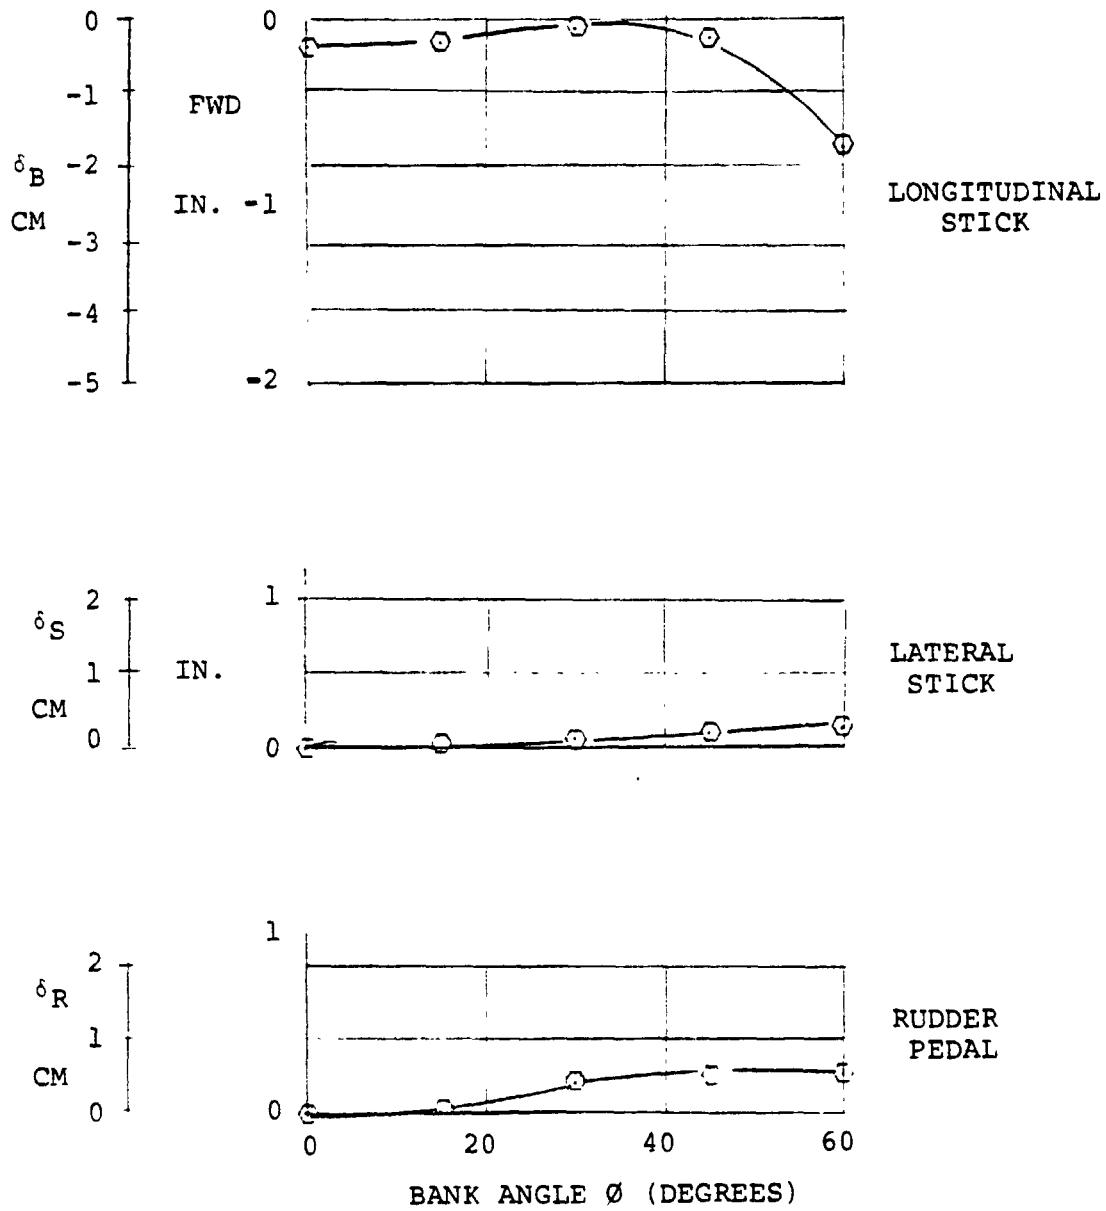 0
-1
-2
-3
-4
-5
δB
CM
FWD
IN.
0
-1
-2
LONGITUDINAL
STICK
2
1
0
δS
CM
IN.
1
0
LATERAL
STICK
2
1
0
δR
CM
1
0
RUDDER
PEDAL
0 20 40 60
BANK ANGLE Ø (DEGREES)